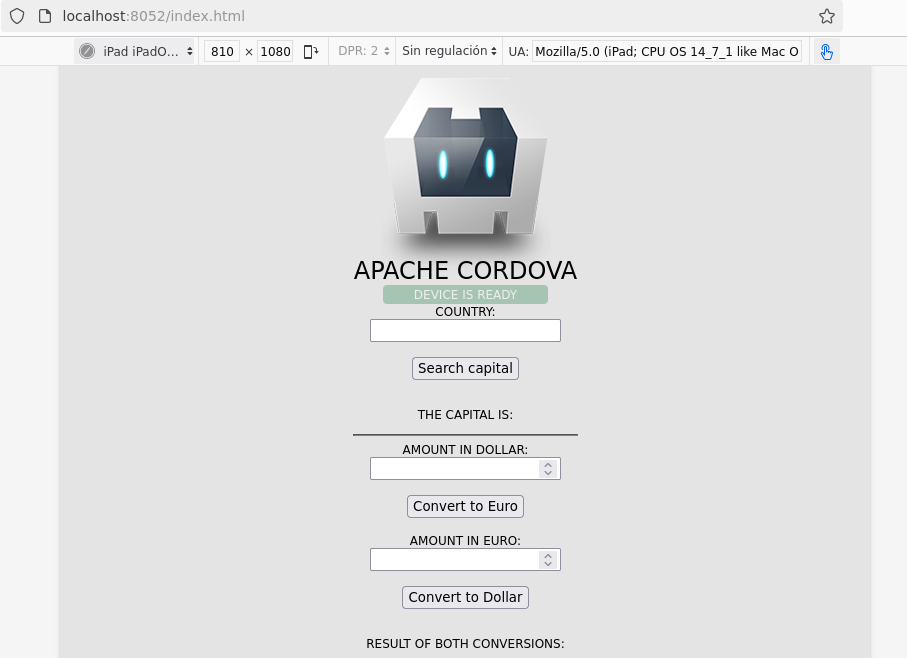 localhost:8052/index.html
iPad iPadO... 810 × 1080 DPR: 2 Sin regulación UA: Mozilla/5.0 (iPad; CPU OS 14_7_1 like Mac O
APACHE CORDOVA
DEVICE IS READY
COUNTRY:
Search capital
THE CAPITAL IS:
AMOUNT IN DOLLAR:
Convert to Euro
AMOUNT IN EURO:
Convert to Dollar
RESULT OF BOTH CONVERSIONS: